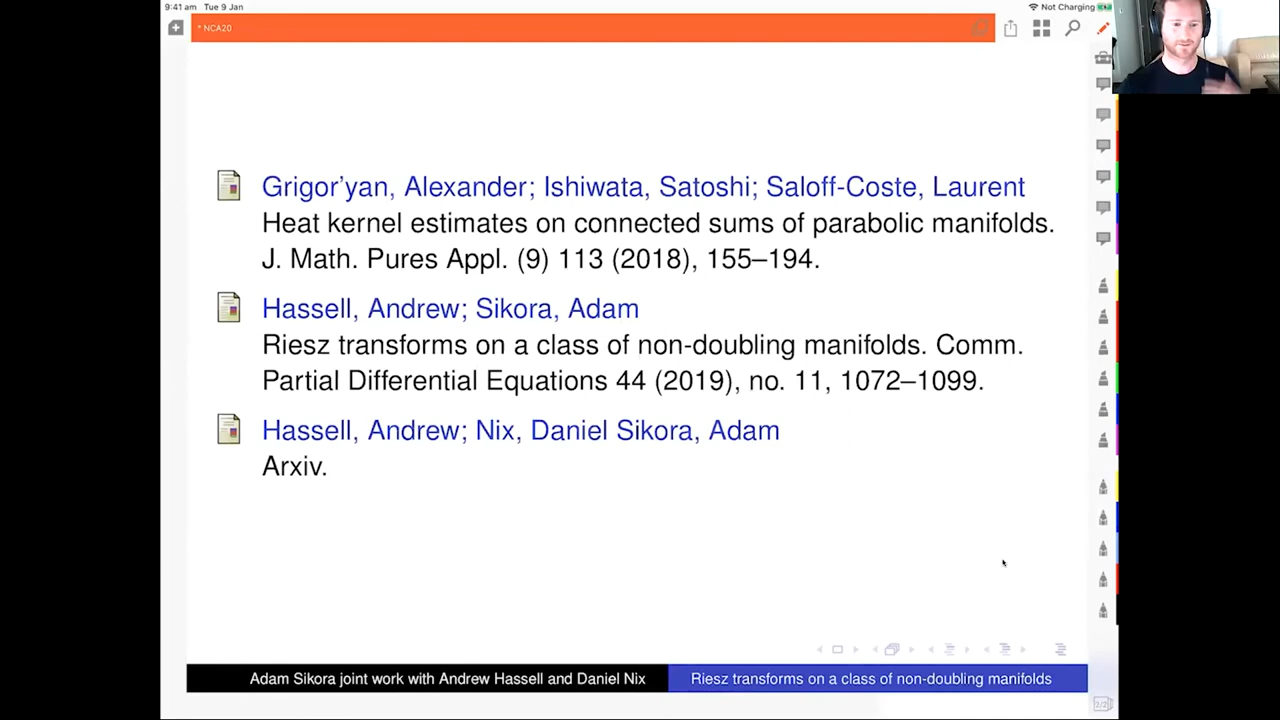 9:41 am Tue 9 Jan
Not Charging
* NCA20
Grigor'yan, Alexander; Ishiwata, Satoshi; Saloff-Coste, Laurent
Heat kernel estimates on connected sums of parabolic manifolds.
J. Math. Pures Appl. (9) 113 (2018), 155–194.
Hassell, Andrew; Sikora, Adam
Riesz transforms on a class of non-doubling manifolds. Comm.
Partial Differential Equations 44 (2019), no. 11, 1072–1099.
Hassell, Andrew; Nix, Daniel Sikora, Adam
Arxiv.
Adam Sikora joint work with Andrew Hassell and Daniel Nix
Riesz transforms on a class of non-doubling manifolds